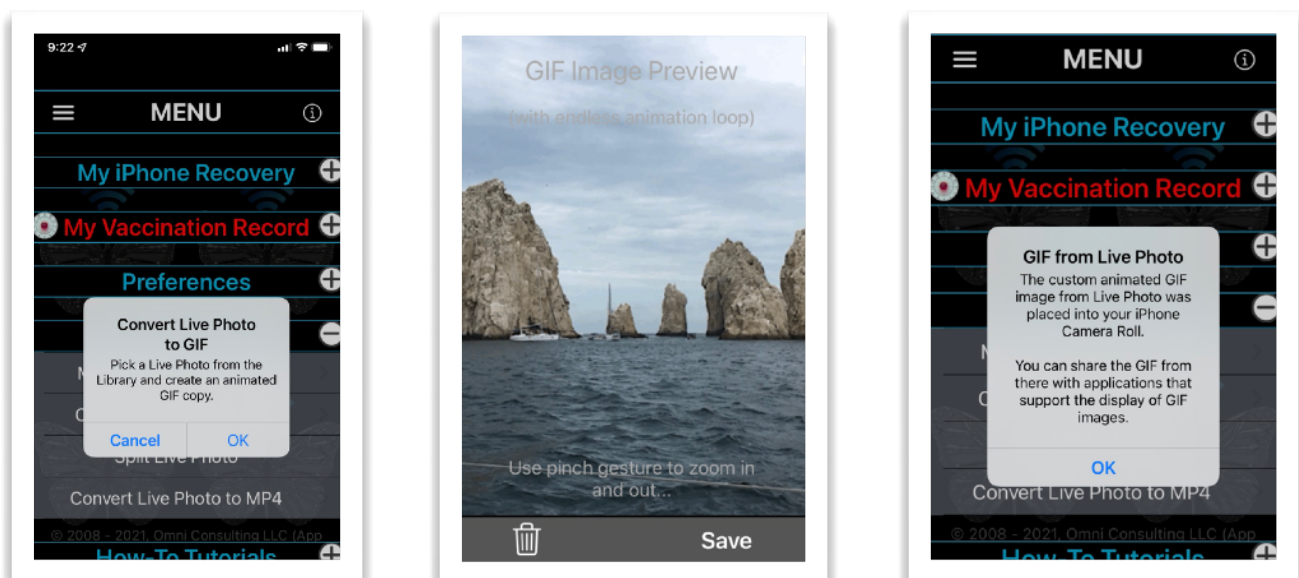 9:22
MENU
My iPhone Recovery
My Vaccination Record
Preferences
Convert Live Photo
to GIF
Pick a Live Photo from the
Library and create an animated
GIF copy.
Cancel OK
Split Live Photo
Convert Live Photo to MP4
© 2008 - 2021, Omni Consulting LLC (App
How-To Tutorials
GIF Image Preview
(with endless animation loop)
Use pinch gesture to zoom in
and out...
Save
MENU
My iPhone Recovery
My Vaccination Record
GIF from Live Photo
The custom animated GIF
image from Live Photo was
placed into your iPhone
Camera Roll.
You can share the GIF from
there with applications that
support the display of GIF
images.
OK
Convert Live Photo to MP4
© 2008 - 2021, Omni Consulting LLC (App
How-To Tutorials